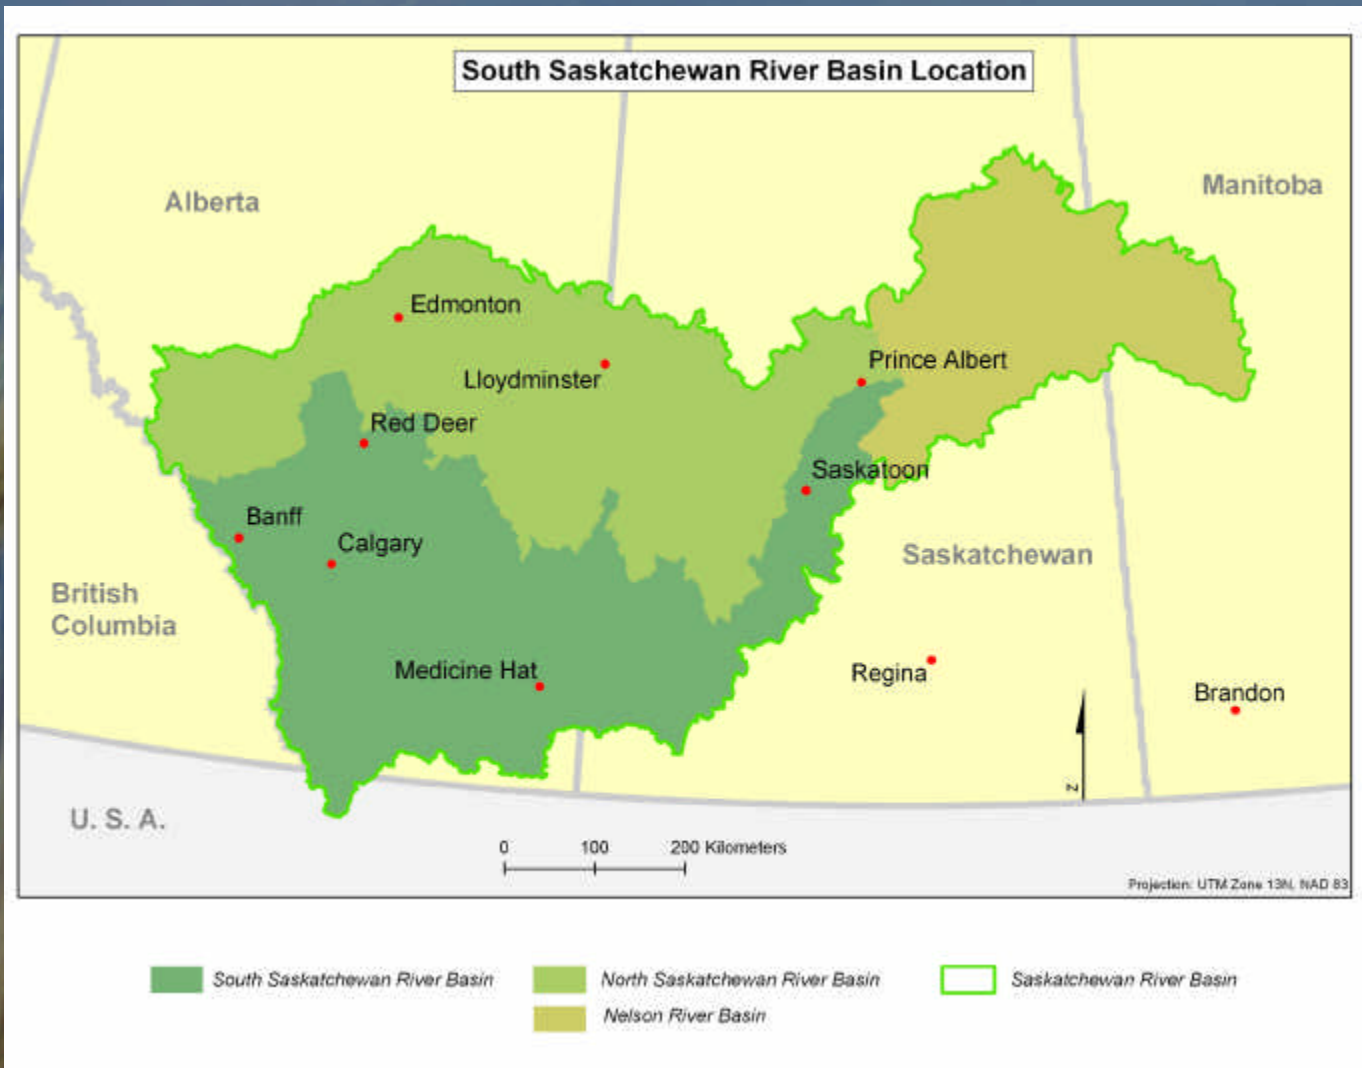 South Saskatchewan River Basin Location
Alberta
Manitoba
Edmonton
Lloydminster
Prince Albert
Red Deer
Saskatoon
Banff
Calgary
Saskatchewan
British
Columbia
Medicine Hat
Regina
Brandon
Z
U. S. A.
0 100 200 Kilometers
Projection: UTM Zone 13N, NAD 83
South Saskatchewan River Basin
North Saskatchewan River Basin
Saskatchewan River Basin
Nelson River Basin